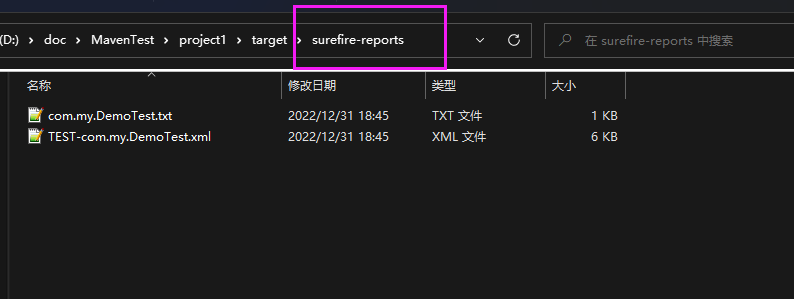 (D:) › doc › MavenTest › project1 › target › surefire-reports 在 surefire-reports 中搜索
名称 修改日期 类型 大小
com.my.DemoTest.txt 2022/12/31 18:45 TXT 文件 1 KB
TEST-com.my.DemoTest.xml 2022/12/31 18:45 XML 文件 6 KB